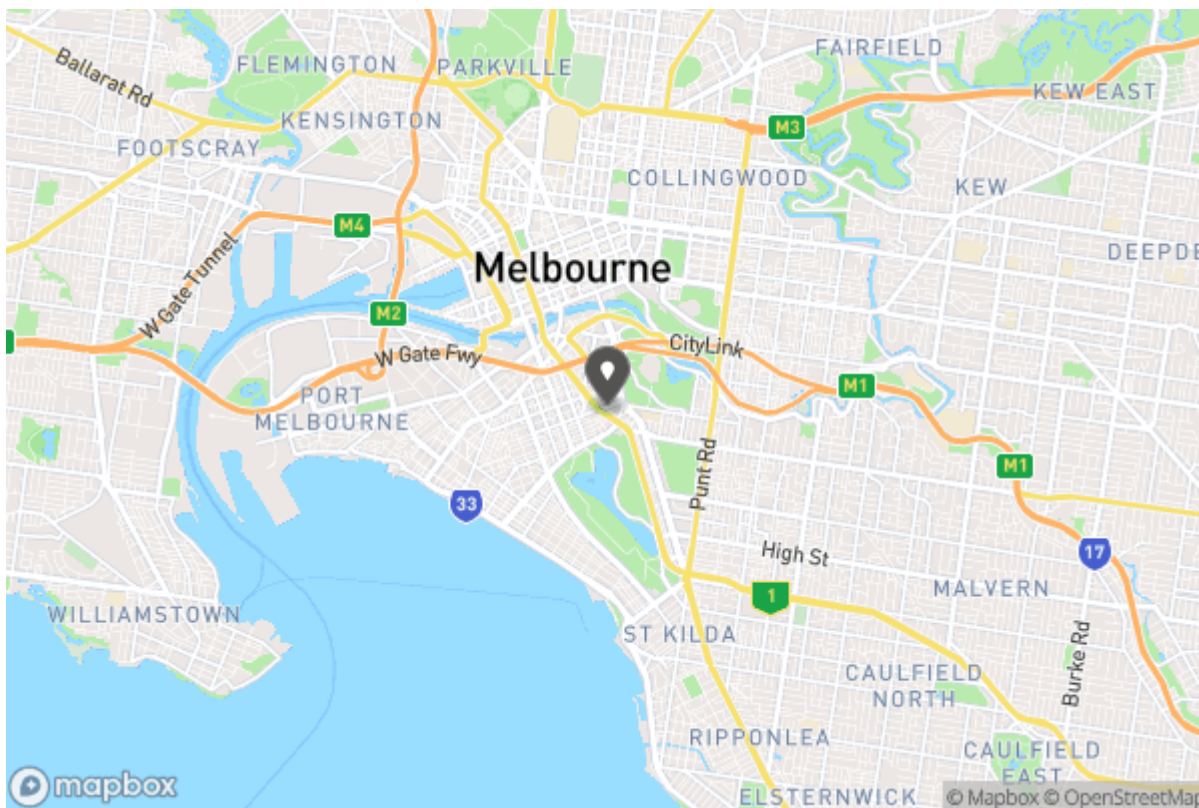 FAIRFIELD
Ballarat Rd
FLEMINGTON
PARKVILLE
KEW EAST
KENSINGTON
M3
FOOTSCRAY
COLLINGWOOD
KEW
M4
DEEPDE
Melbourne
W Gate Tunnel
M2
CityLink
W Gate Fwy
M1
PORT
MELBOURNE
Punt Rd
M1
33
High St
17
MALVERN
1
WILLIAMSTOWN
ST KILDA
Burke Rd
CAULFIELD
NORTH
RIPPONLEA
CAULFIELD
EAST
mapbox
ELSTERNWICK
© Mapbox © OpenStreetMap